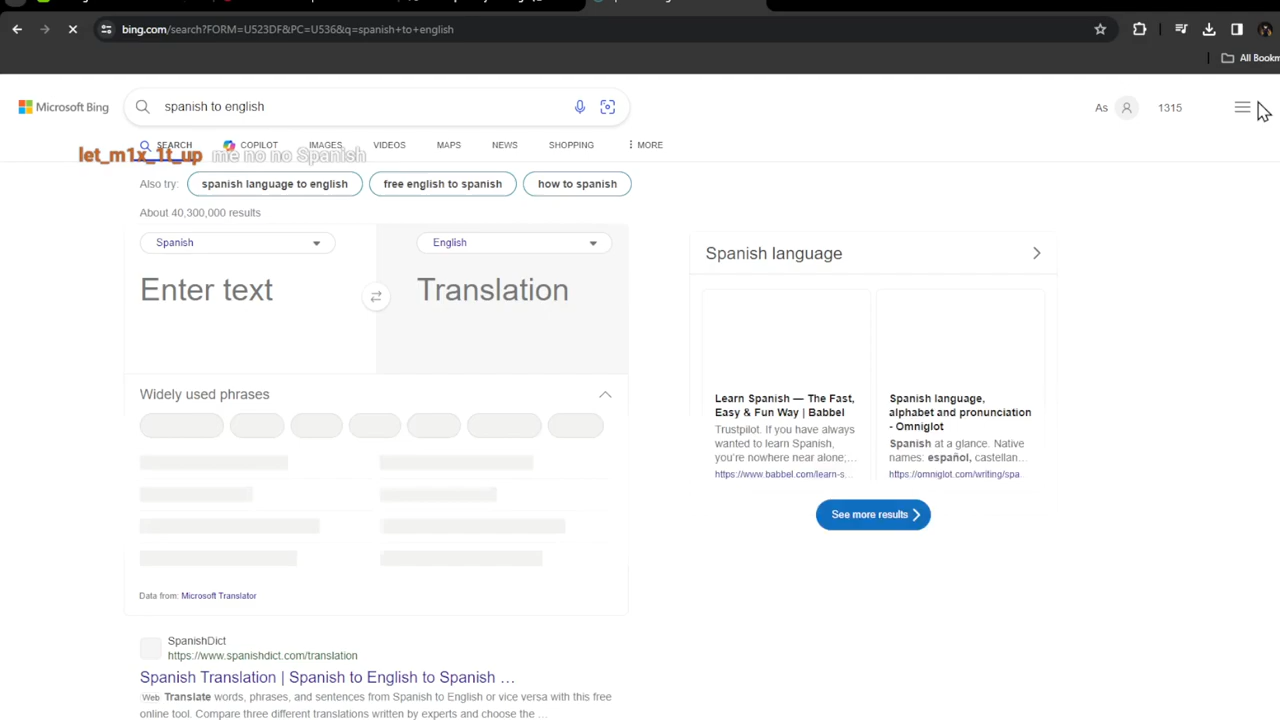 bing.com/search?FORM=U523DF&PC=U536&q=spanish+to+english
All Bookm
Microsoft Bing
spanish to english
As
1315
SEARCH
COPILOT
IMAGES
VIDEOS
MAPS
NEWS
SHOPPING
MORE
let_m1x_1t_up me no no Spanish
Also try:
spanish language to english
free english to spanish
how to spanish
About 40,300,000 results
Spanish
English
Enter text
Translation
Spanish language
Widely used phrases
Learn Spanish — The Fast,
Easy & Fun Way | Babbel
Trustpilot. If you have always
wanted to learn Spanish,
you're nowhere near alone;...
https://www.babbel.com/learn-s...
Spanish language,
alphabet and pronunciation
- Omniglot
Spanish at a glance. Native
names: español, castellan...
https://omniglot.com/writing/spa
See more results
Data from: Microsoft Translator
SpanishDict
https://www.spanishdict.com/translation
Spanish Translation | Spanish to English to Spanish ...
Web Translate words, phrases, and sentences from Spanish to English or vice versa with this free
online tool. Compare three different translations written by experts and choose the ...